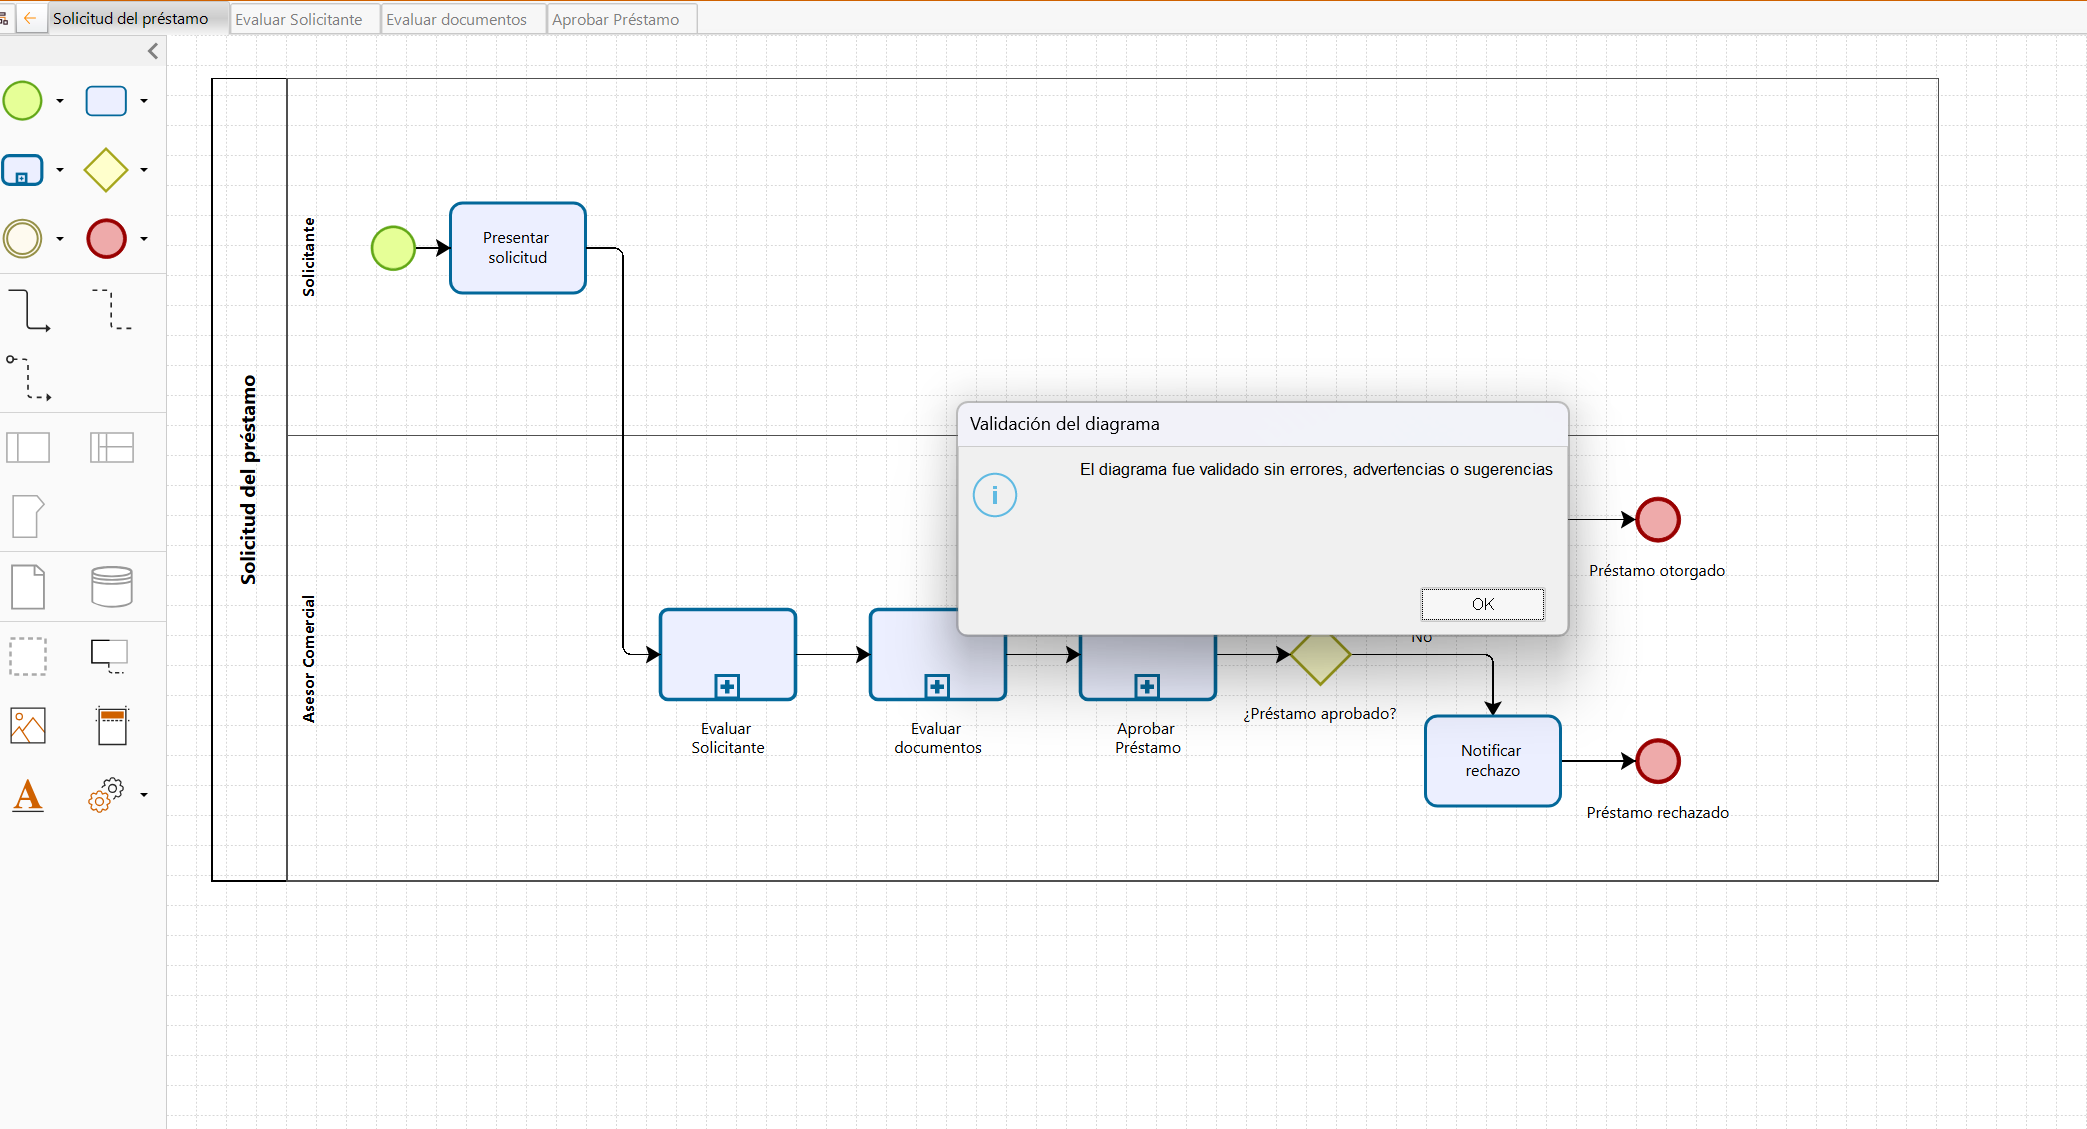 Solicitud del préstamo
Evaluar Solicitante
Evaluar documentos
Aprobar Préstamo
Solicitud del préstamo
Solicitante
Presentar
solicitud
Validación del diagrama
El diagrama fue validado sin errores, advertencias o sugerencias
OK
Préstamo otorgado
Asesor Comercial
Evaluar
Solicitante
Evaluar
documentos
Aprobar
Préstamo
¿Préstamo aprobado?
No
Notificar
rechazo
Préstamo rechazado
A